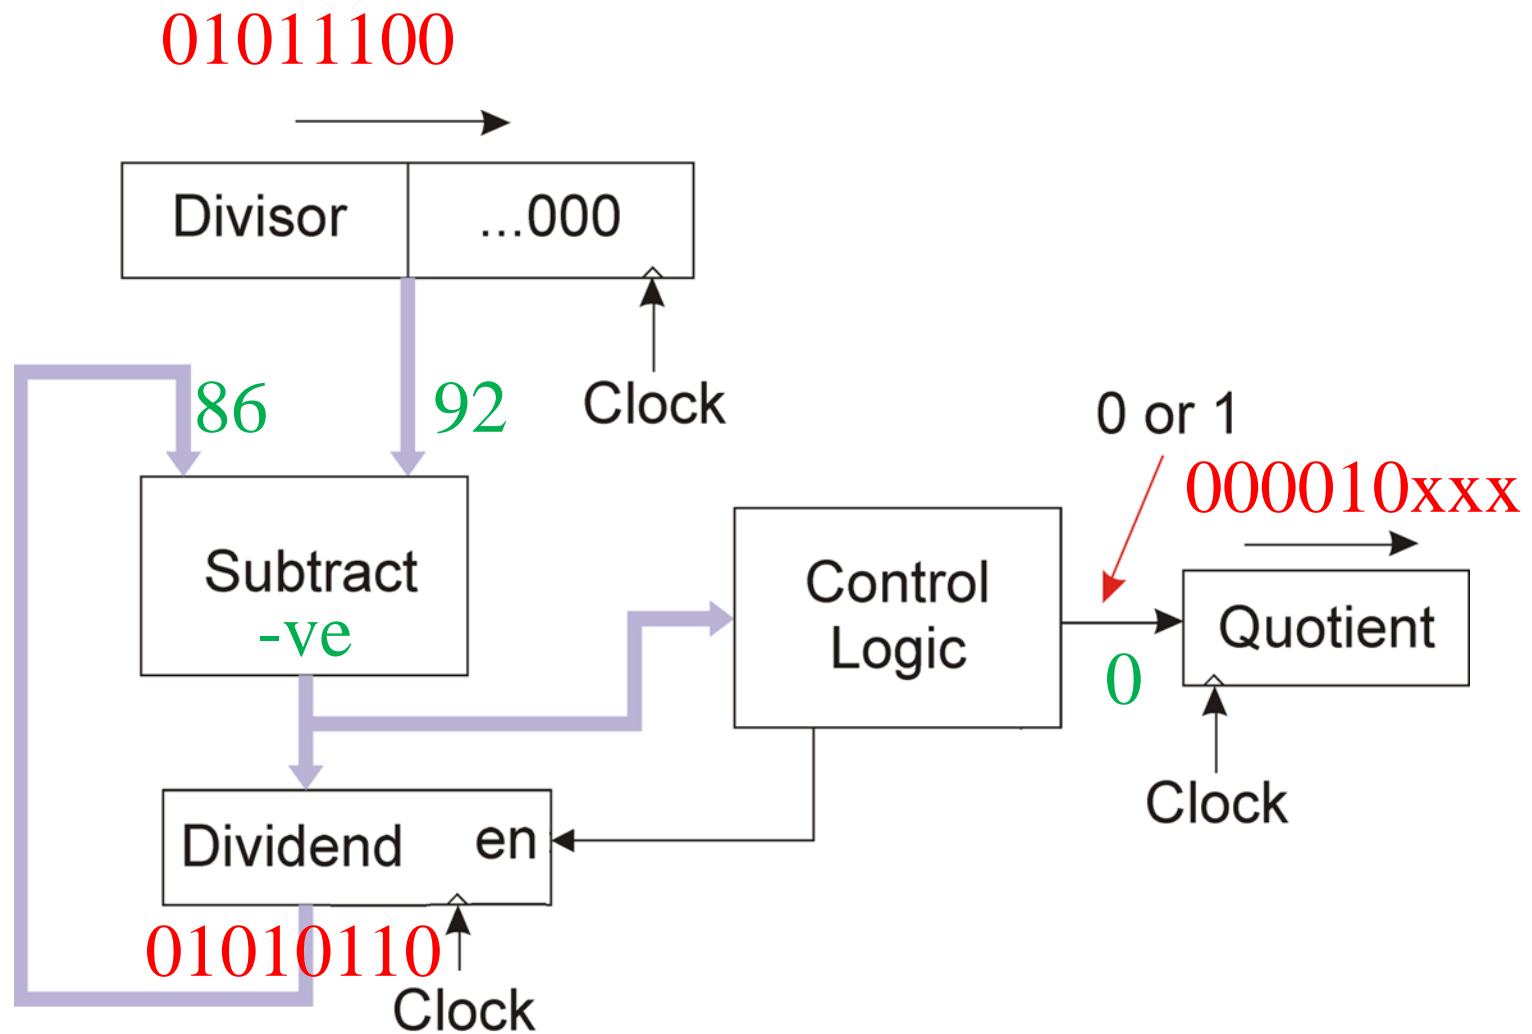 01011100
Divisor
...000
86
92
Clock
0 or 1
000010xxx
Subtract
-ve
Control
Logic
Quotient
0
Clock
Dividend
en
01010110
Clock